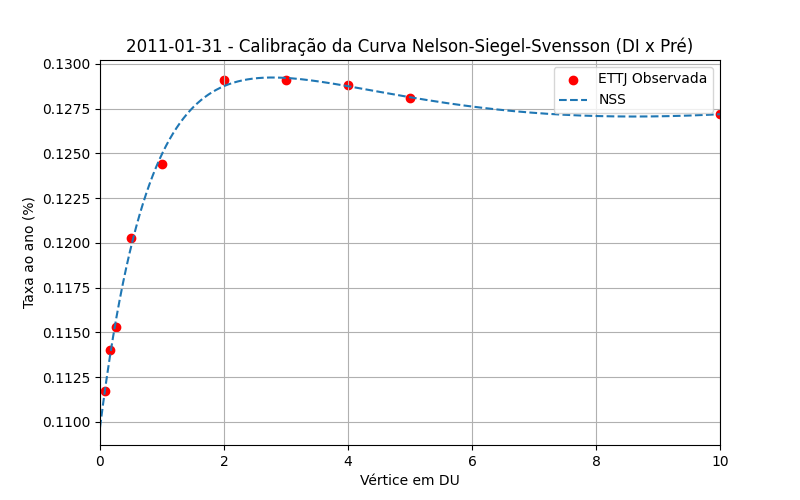 2011-01-31 - Calibração da Curva Nelson-Siegel-Svensson (DI x Pré)
ETTJ Observada
NSS
Taxa ao ano (%)
0.1300
0.1275
0.1250
0.1225
0.1200
0.1175
0.1150
0.1125
0.1100
0 2 4 6 8 10
Vértice em DU